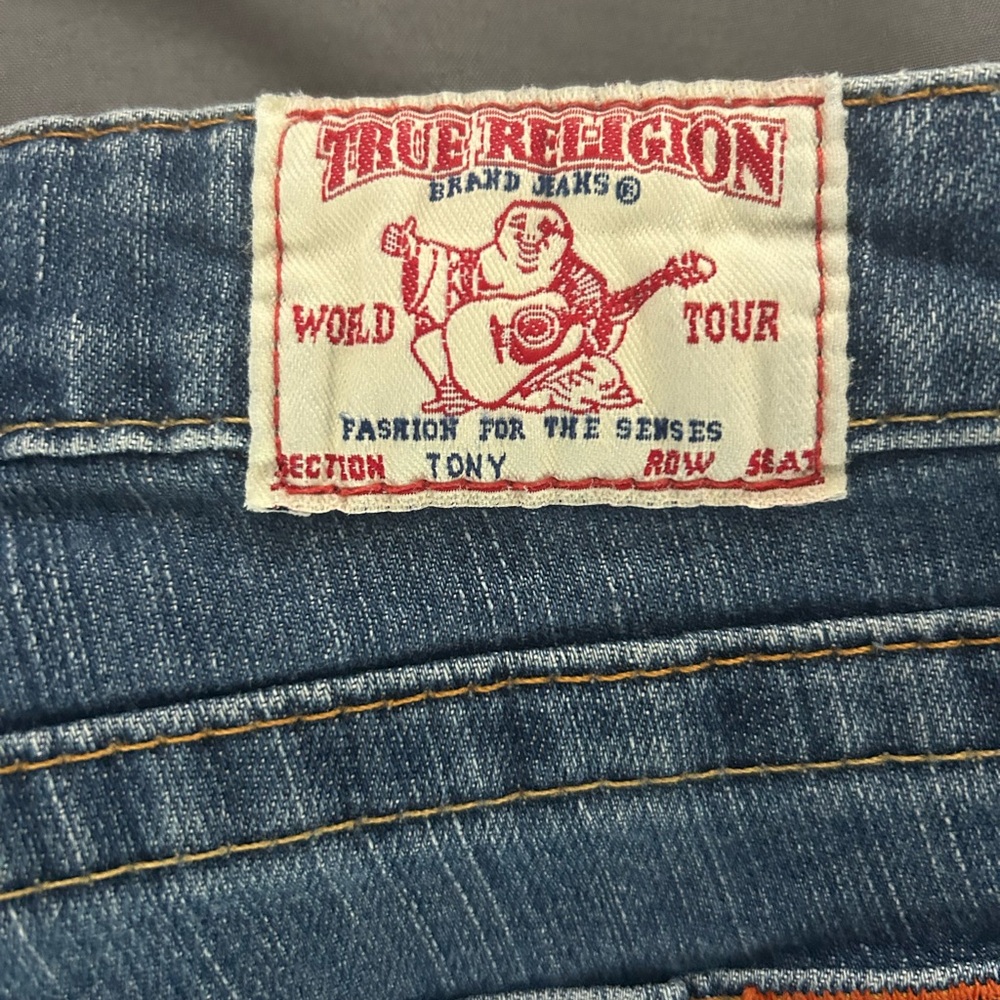 TRUE RELIGION
BRAND JEANS®
WORLD TOUR
FASHION FOR THE SENSES
SECTION TONY ROW SEAT